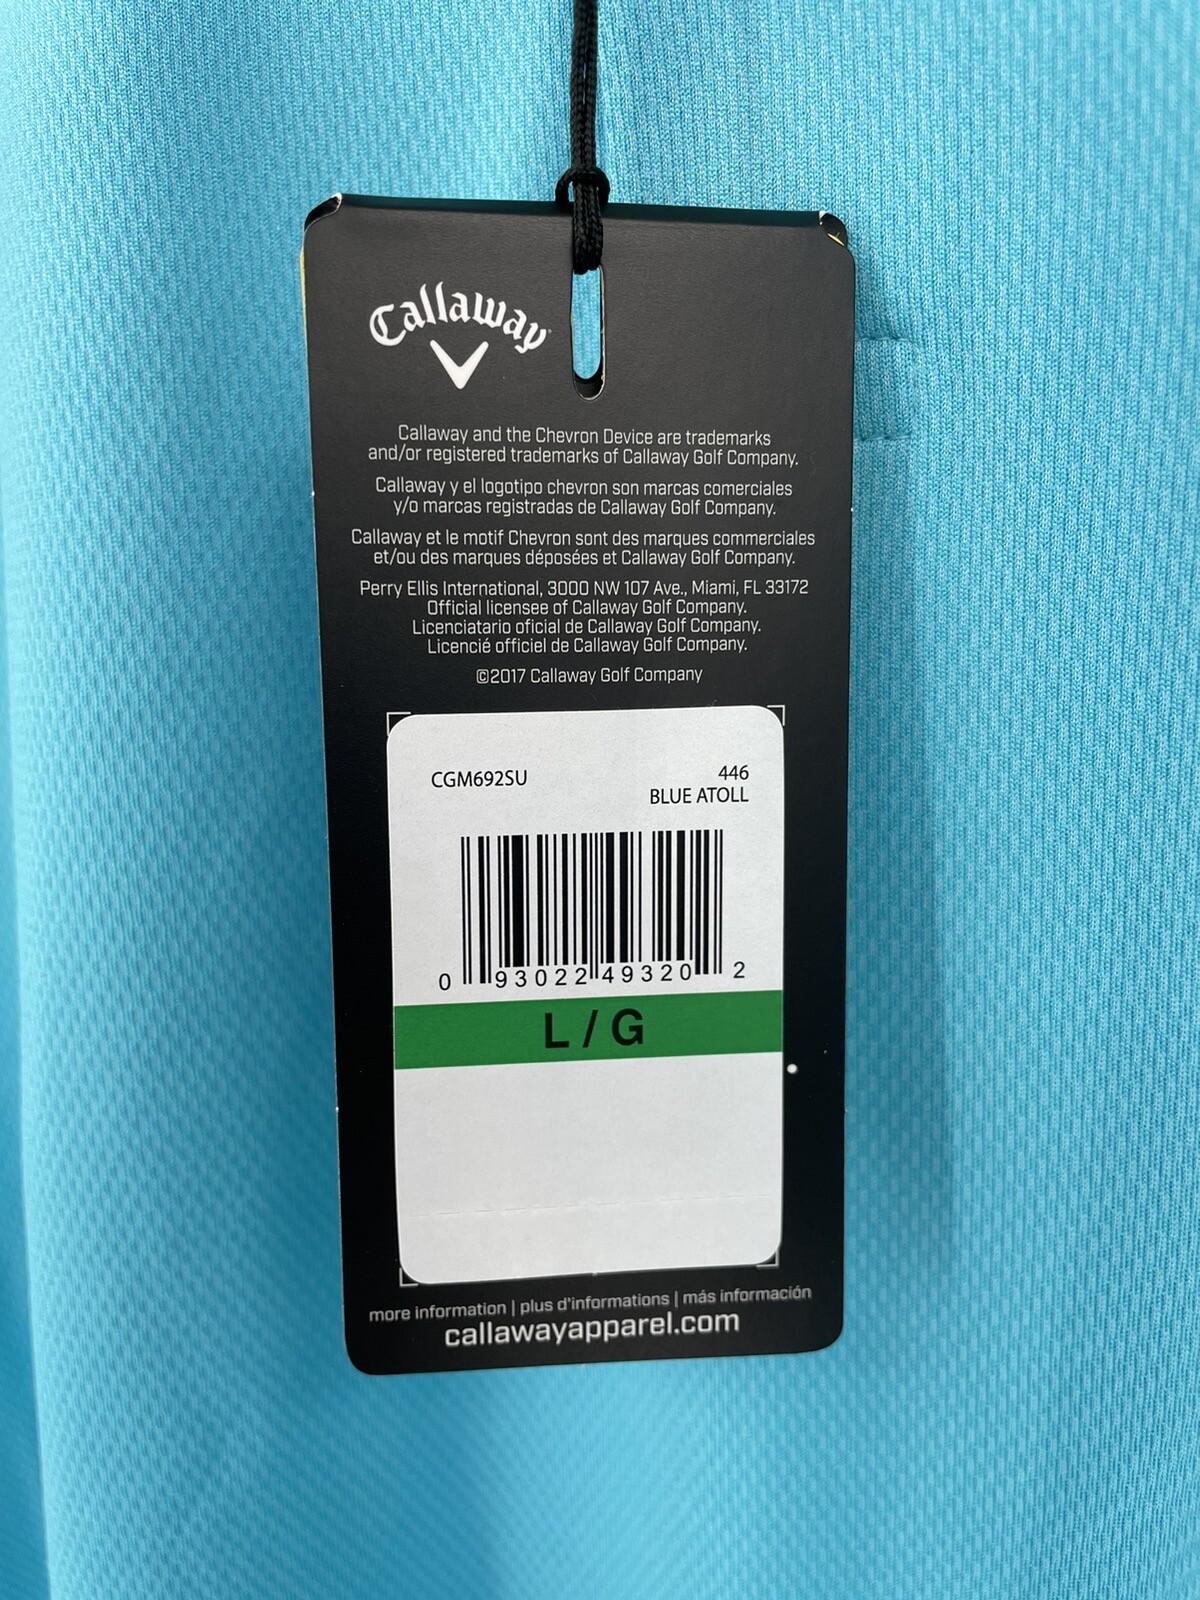 Callaway
Callaway and the Chevron Device are trademarks
and/or registered trademarks of Callaway Golf Company.
Callaway y el logotipo chevron son marcas comerciales
y/o marcas registradas de Callaway Golf Company.
Callaway et le motif Chevron sont des marques commerciales
et/ou des marques déposées et Callaway Golf Company.
Perry Ellis International, 3000 NW 107 Ave., Miami, FL 33172
Official licensee of Callaway Golf Company.
Licenciatario oficial de Callaway Golf Company.
Licencié officiel de Callaway Golf Company.
©2017 Callaway Golf Company
CGM692SU 446
BLUE ATOLL
0 93022 49320 2
L / G
more information | plus d'informations | más información
callawayapparel.com